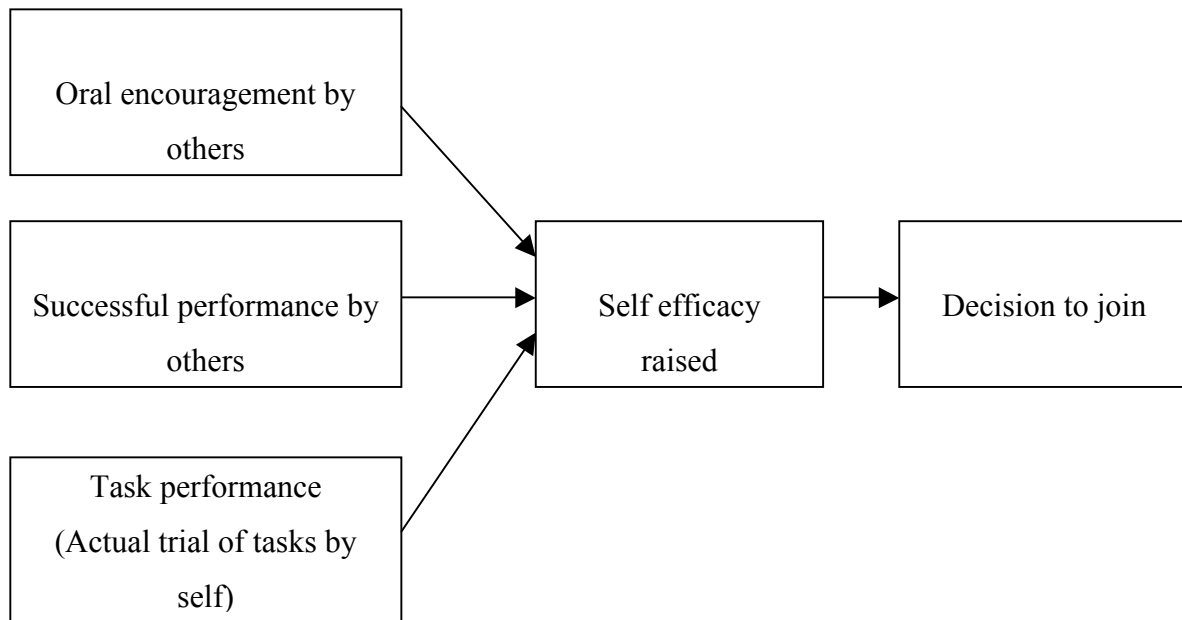 Oral encouragement by
others
Successful performance by
others
Task performance
(Actual trial of tasks by
self)
Self efficacy
raised
Decision to join